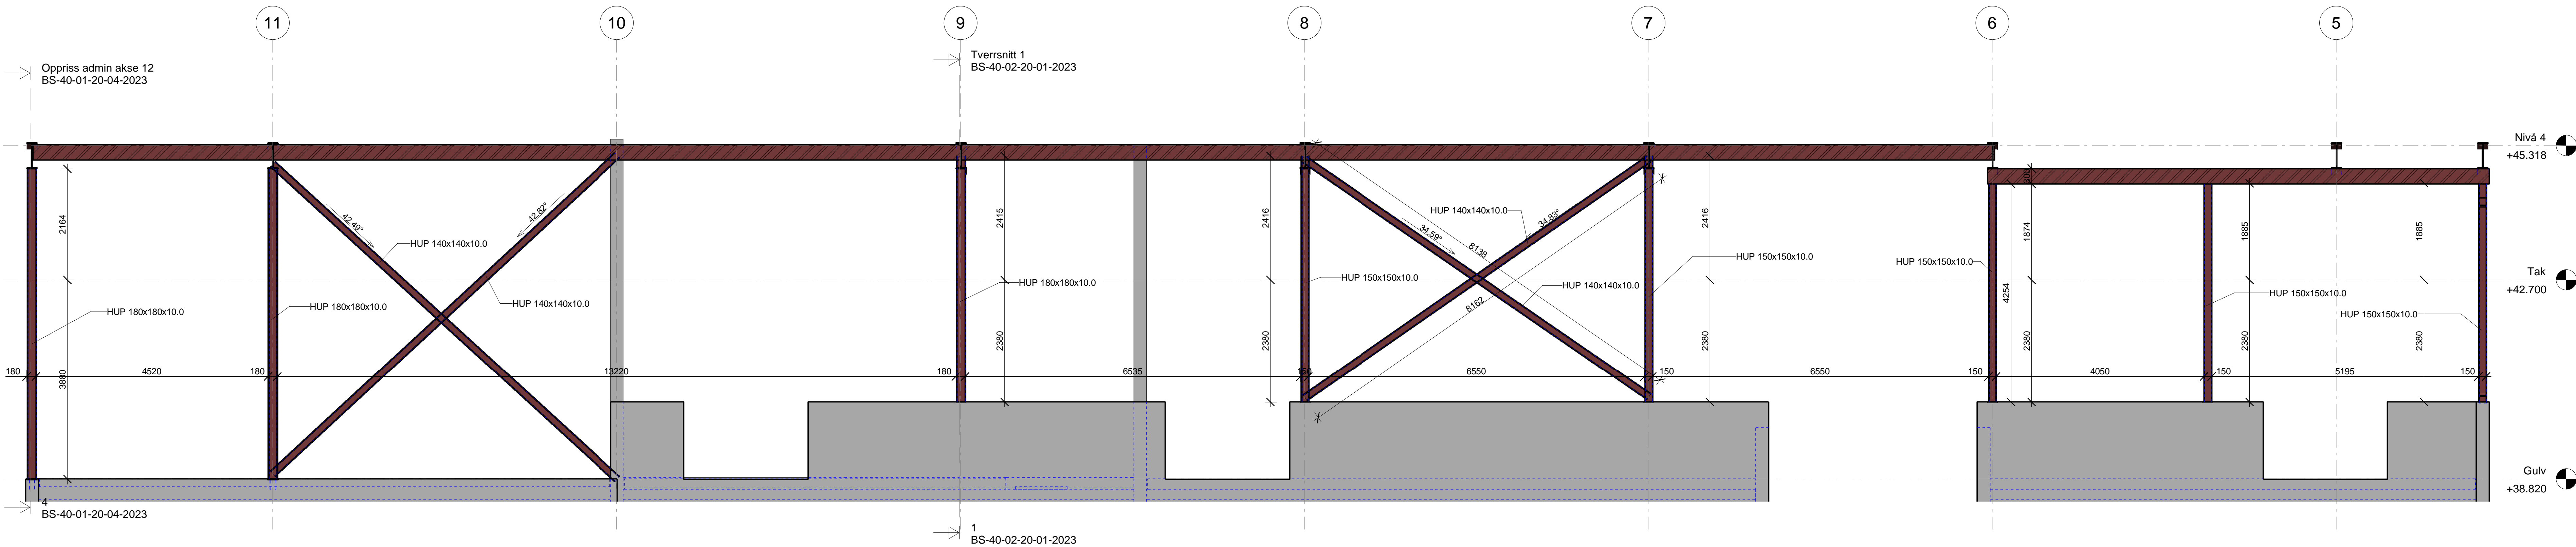 11
10
9
8
7
6
5
Oppriss admin akse 12
BS-40-01-20-04-2023
Tverrsnitt 1
BS-40-02-20-01-2023
Nivå 4
+45.318
2164
42.49°
42.82°
HUP 140x140x10.0
HUP 140x140x10.0
HUP 180x180x10.0
HUP 180x180x10.0
2415
HUP 180x180x10.0
2416
HUP 140x140x10.0
34.59°
34.83°
8138
8162
HUP 150x150x10.0
HUP 140x140x10.0
2416
HUP 150x150x10.0
HUP 150x150x10.0
300
1874
4254
1885
HUP 150x150x10.0
1885
HUP 150x150x10.0
Tak
+42.700
2380
2380
2380
2380
2380
2380
180
3880
4520
180
13220
180
6535
150
6550
150
6550
150
4050
150
5195
150
Gulv
+38.820
4
BS-40-01-20-04-2023
1
BS-40-02-20-01-2023